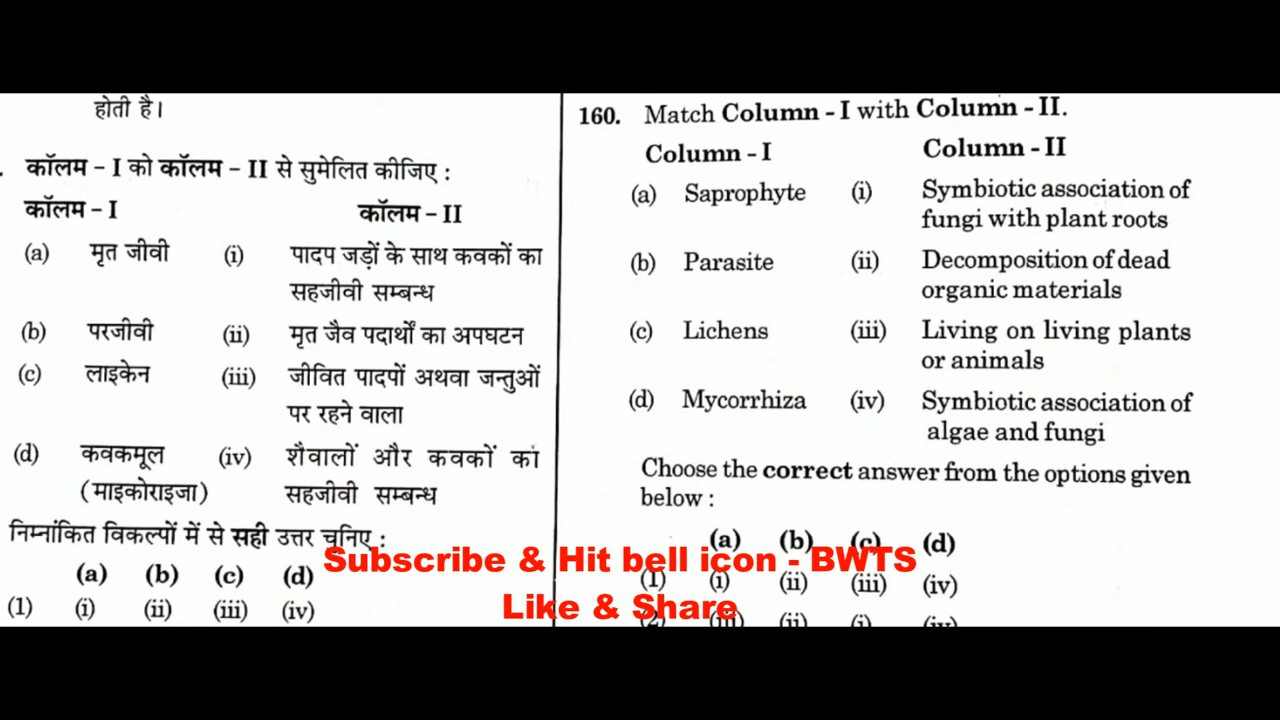 होती है।
. कॉलम – I को कॉलम – II से सुमेलित कीजिए :
कॉलम – I कॉलम – II
(a) मृत जीवी (i) पादप जड़ों के साथ कवकों का
सहजीवी सम्बन्ध
(b) परजीवी (ii) मृत जैव पदार्थों का अपघटन
(c) लाइकेन (iii) जीवित पादपों अथवा जन्तुओं
पर रहने वाला
(d) कवकमूल (iv) शैवालों और कवकों का
(माइकोराइजा) सहजीवी सम्बन्ध
निम्नांकित विकल्पों में से सही उत्तर चुनिए :
(a) (b) (c) (d)
(1) (i) (ii) (iii) (iv)
160. Match Column - I with Column - II.
Column - I Column - II
(a) Saprophyte (i) Symbiotic association of
fungi with plant roots
(b) Parasite (ii) Decomposition of dead
organic materials
(c) Lichens (iii) Living on living plants
or animals
(d) Mycorrhiza (iv) Symbiotic association of
algae and fungi
Choose the correct answer from the options given
below :
(a) (b) (c) (d)
(1) (i) (ii) (iii) (iv)
(2) (iii) (ii) (i) (iv)
Subscribe & Hit bell icon - BWTS
Like & Share